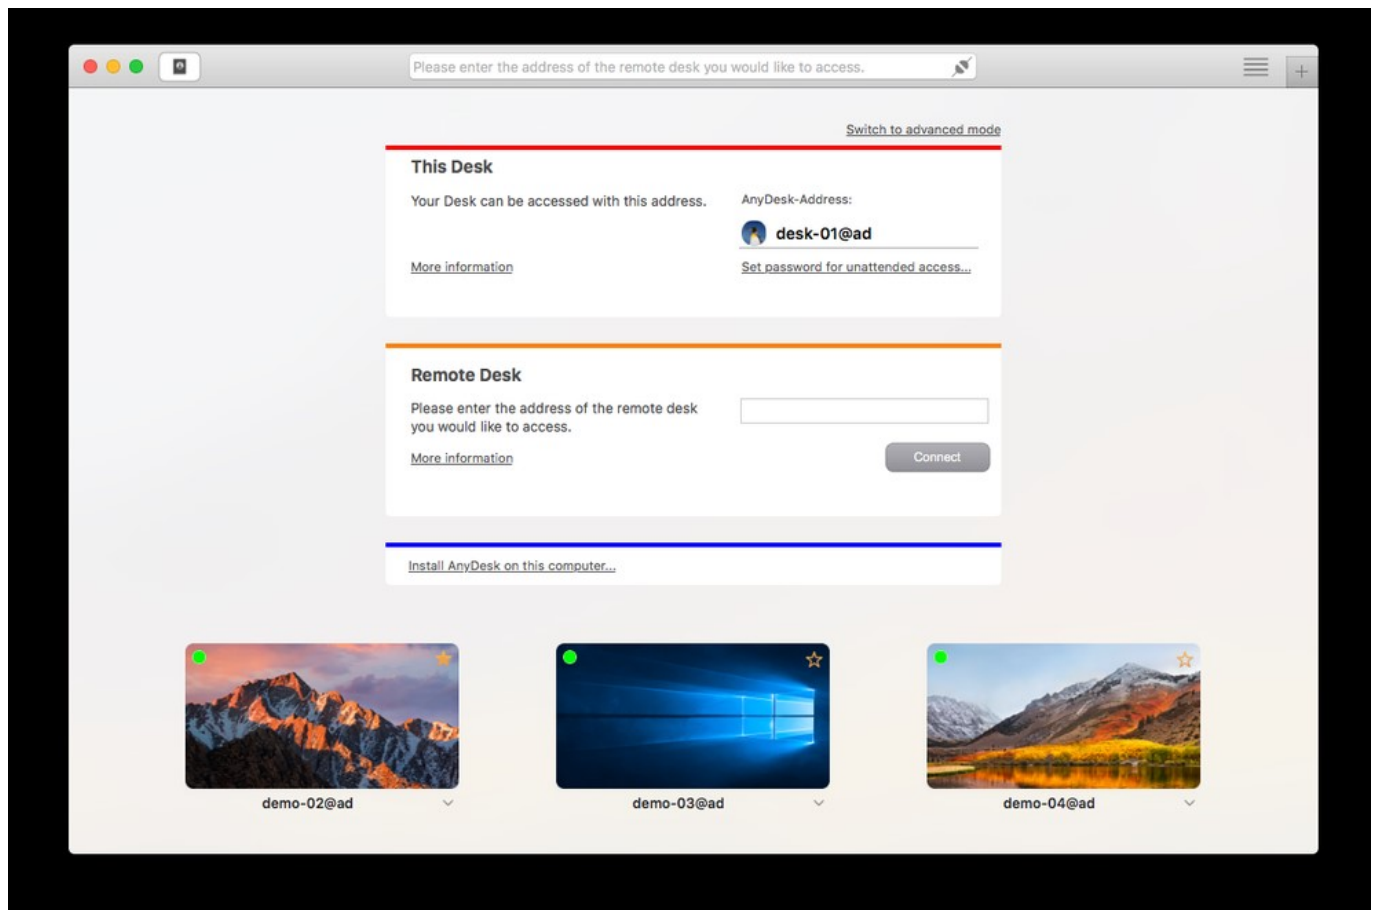 Please enter the address of the remote desk you would like to access.
Switch to advanced mode
This Desk
Your Desk can be accessed with this address.
AnyDesk-Address:
desk-01@ad
More information
Set password for unattended access...
Remote Desk
Please enter the address of the remote desk
you would like to access.
More information
Connect
Install AnyDesk on this computer...
demo-02@ad
demo-03@ad
demo-04@ad